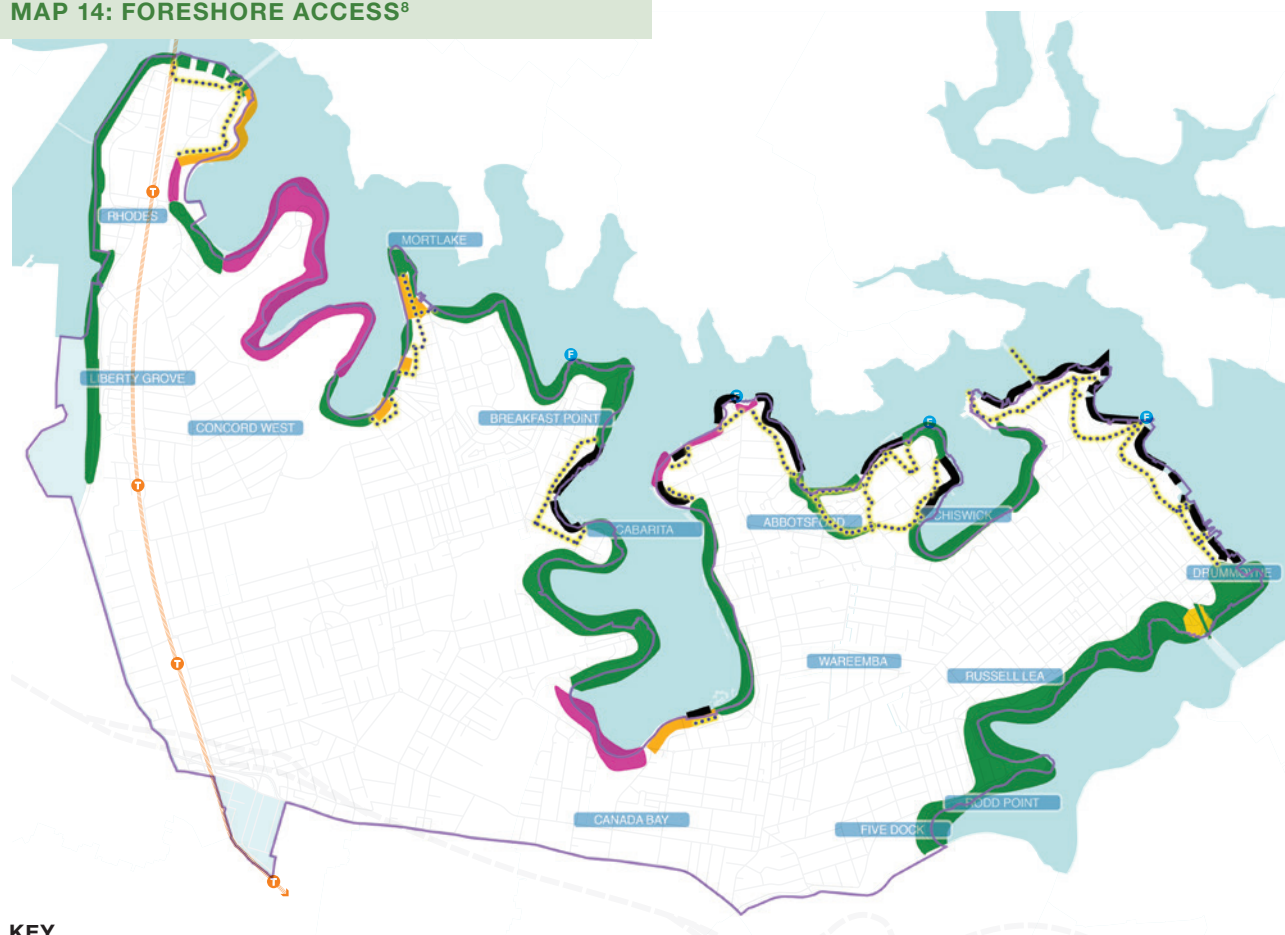 MAP 14: FORESHORE ACCESS⁸
T
RHODES
MORTLAKE
F
LIBERTY GROVE
BREAKFAST POINT
CONCORD WEST
F
F
F
T
CABARITA
ABBOTSFORD
CHISWICK
DRUMMOYNE
T
WAREEMBA
RUSSELL LEA
RODD POINT
CANADA BAY
FIVE DOCK
T
KEY